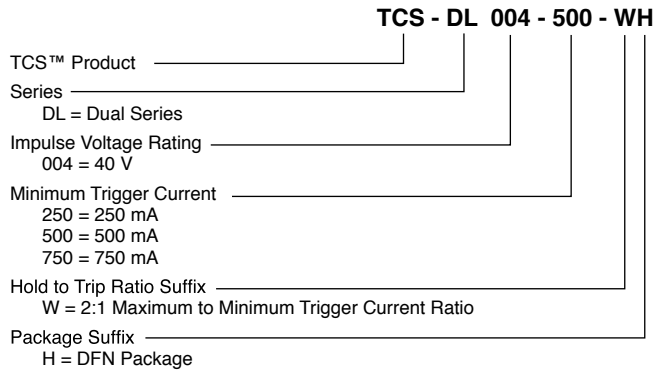 TCS - DL 004 - 500 - WH
TCS™ Product
Series
DL = Dual Series
Impulse Voltage Rating
004 = 40 V
Minimum Trigger Current
250 = 250 mA
500 = 500 mA
750 = 750 mA
Hold to Trip Ratio Suffix
W = 2:1 Maximum to Minimum Trigger Current Ratio
Package Suffix
H = DFN Package